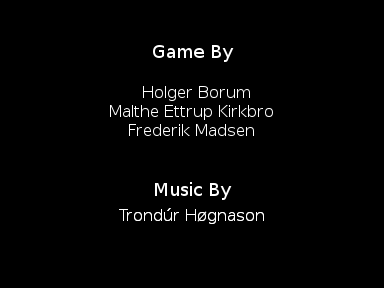 Game By
Holger Borum
Malthe Ettrup Kirkbro
Frederik Madsen
Music By
Trondúr Høgnason